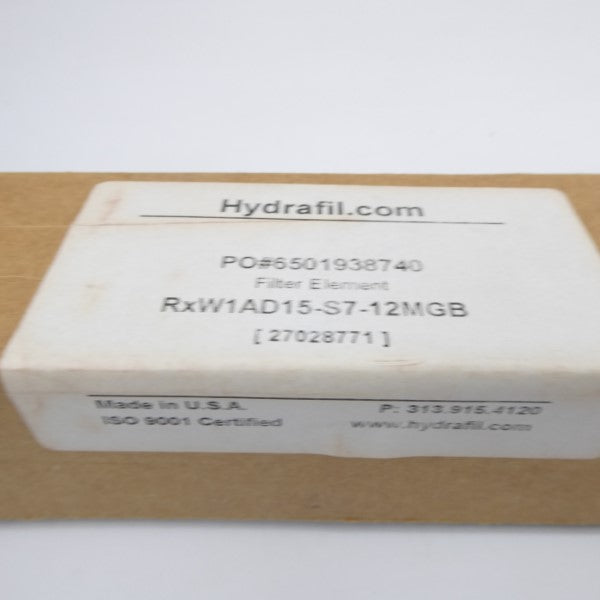 Hydrafil.com
PO#6501938740
Filter Element
RxW1AD15-S7-12MGB
[ 27028771 ]
Made in U.S.A.
P: 313.915.4120
ISO 9001 Certified
www.hydrafil.com